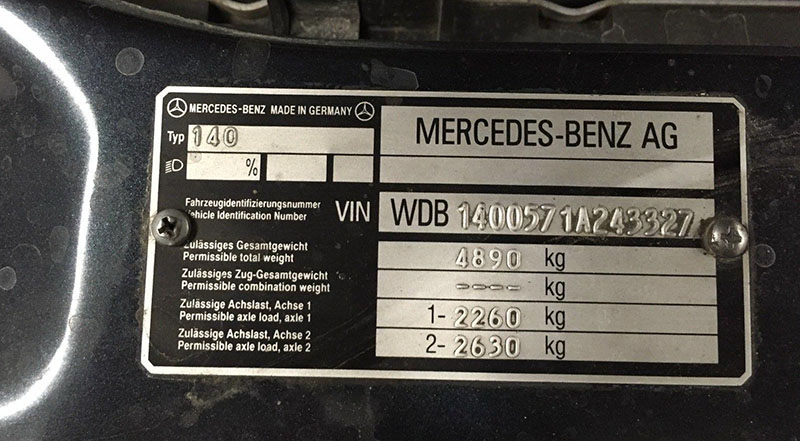 MERCEDES-BENZ MADE IN GERMANY
Typ 140
MERCEDES-BENZ AG
%
Fahrzeugidentifizierungsnummer
Vehicle Identification Number
VIN WDB 1400571A243327
Zulässiges Gesamtgewicht
Permissible total weight
4890 kg
Zulässiges Zug-Gesamtgewicht
Permissible combination weight
---- kg
Zulässige Achslast, Achse 1
Permissible axle load, axle 1
1- 2260 kg
Zulässige Achslast, Achse 2
Permissible axle load, axle 2
2- 2630 kg